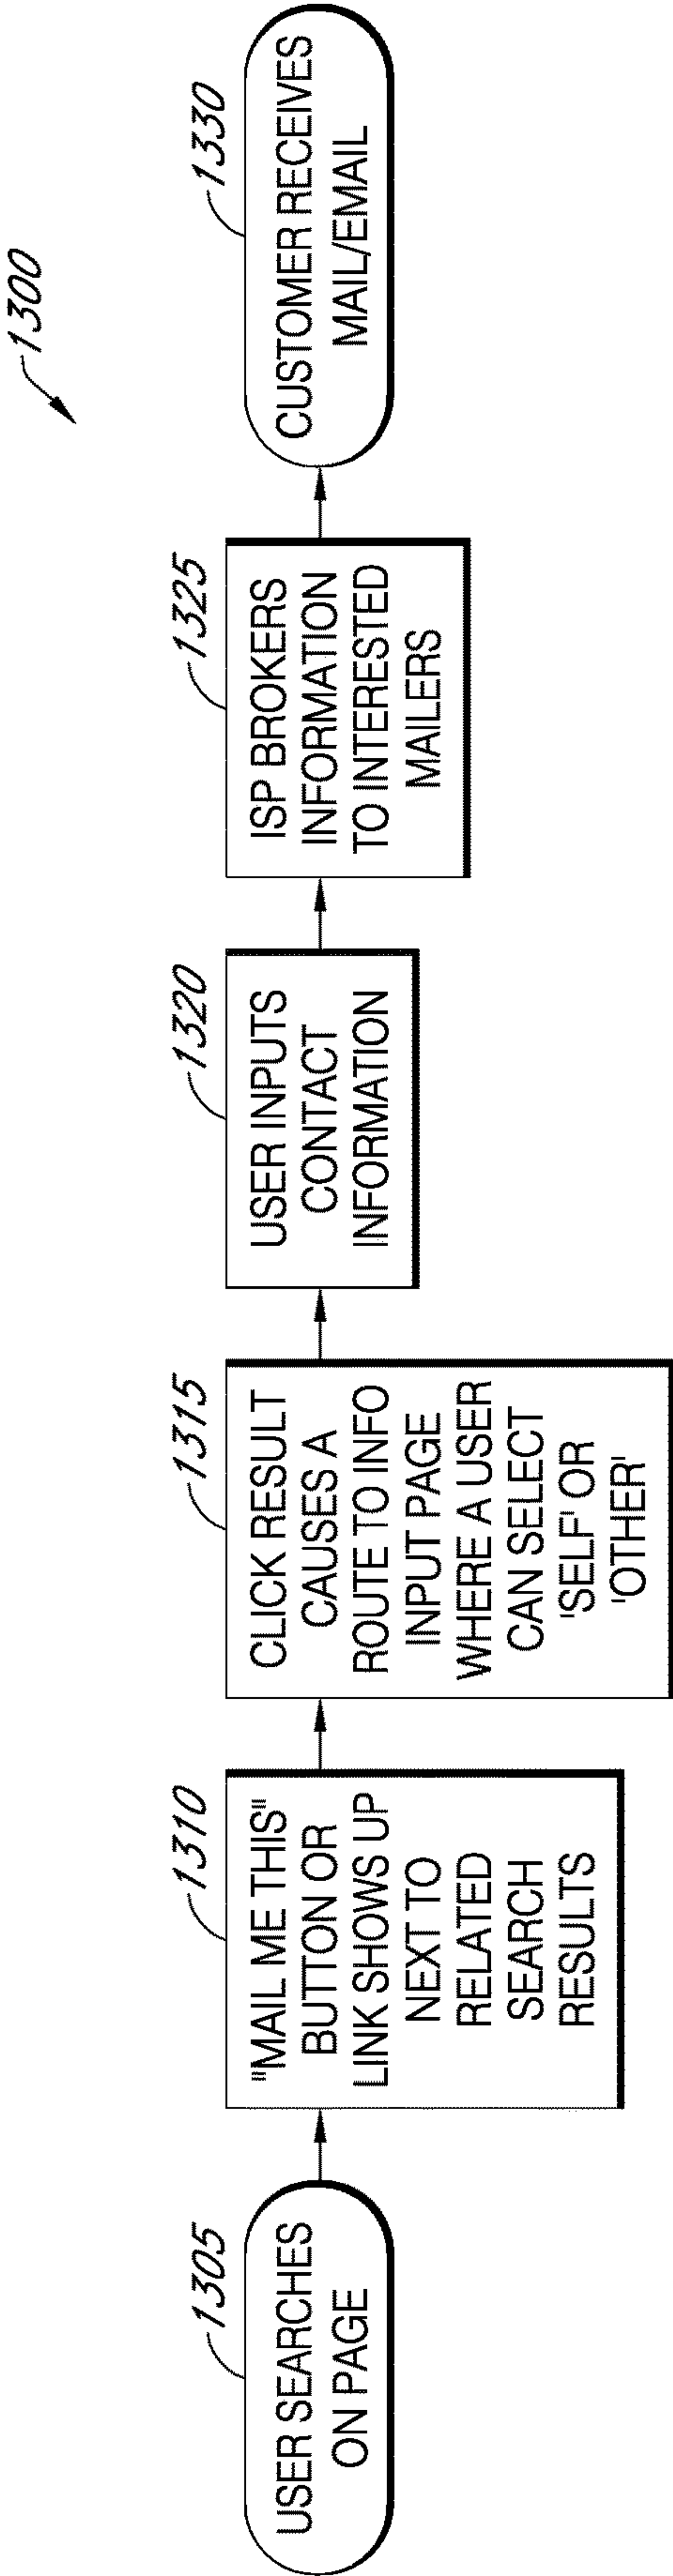 1300
1305
USER SEARCHES
ON PAGE
1310
"MAIL ME THIS"
BUTTON OR
LINK SHOWS UP
NEXT TO
RELATED
SEARCH
RESULTS
1315
CLICK RESULT
CAUSES A
ROUTE TO INFO
INPUT PAGE
WHERE A USER
CAN SELECT
'SELF' OR
'OTHER'
1320
USER INPUTS
CONTACT
INFORMATION
1325
ISP BROKERS
INFORMATION
TO INTERESTED
MAILERS
1330
CUSTOMER RECEIVES
MAIL/EMAIL